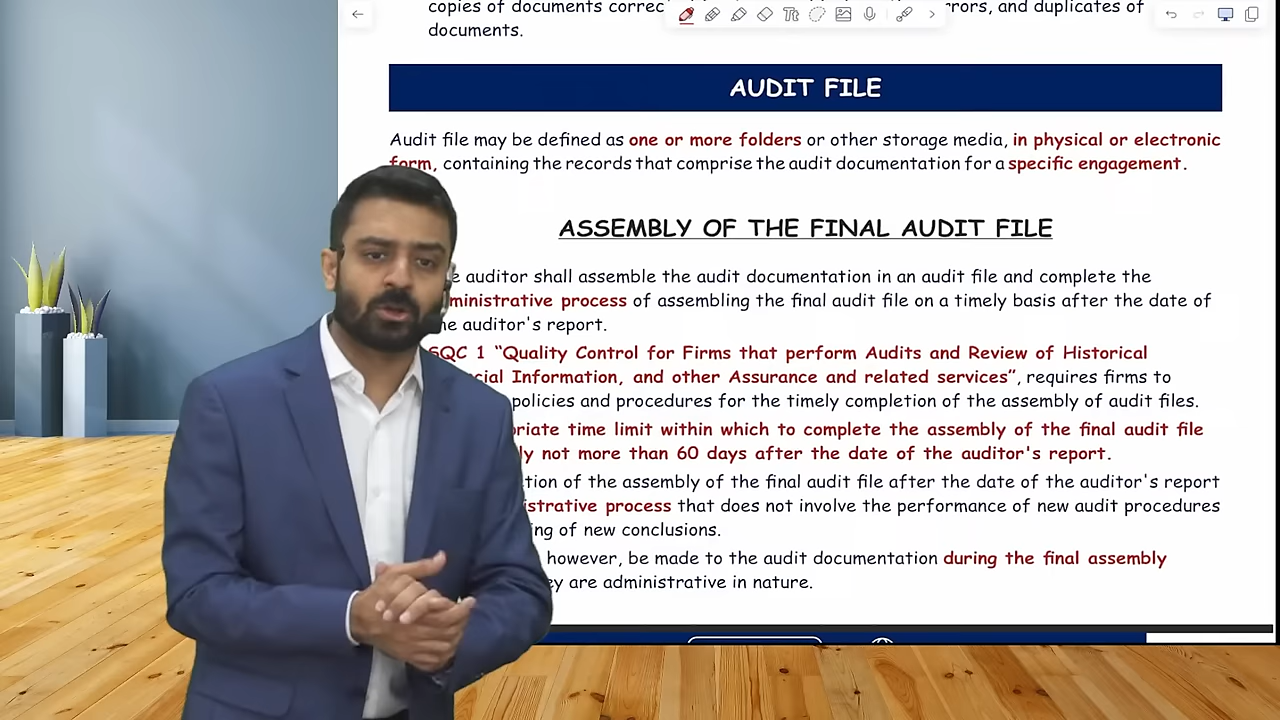 copies of documents rrors, and duplicates of
documents.
AUDIT FILE
Audit file may be defined as one or more folders or other storage media, in physical or electronic
form, containing the records that comprise the audit documentation for a specific engagement.
ASSEMBLY OF THE FINAL AUDIT FILE
e auditor shall assemble the audit documentation in an audit file and complete the
ministrative process of assembling the final audit file on a timely basis after the date of
he auditor's report.
SQC 1 “Quality Control for Firms that perform Audits and Review of Historical
cial Information, and other Assurance and related services”, requires firms to
policies and procedures for the timely completion of the assembly of audit files.
riate time limit within which to complete the assembly of the final audit file
ly not more than 60 days after the date of the auditor's report.
tion of the assembly of the final audit file after the date of the auditor's report
istrative process that does not involve the performance of new audit procedures
ing of new conclusions.
however, be made to the audit documentation during the final assembly
ey are administrative in nature.